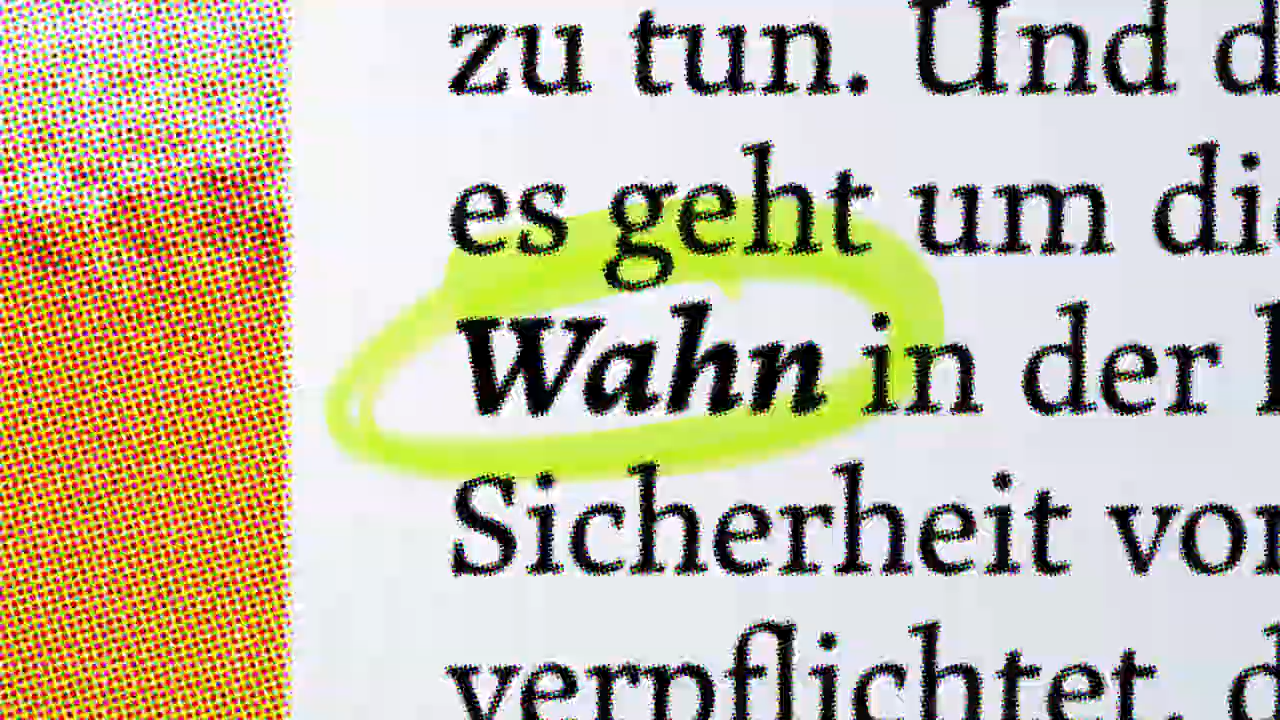 zu tun. Und
es geht um
Wahn in der
Sicherheit
verpflichtet,